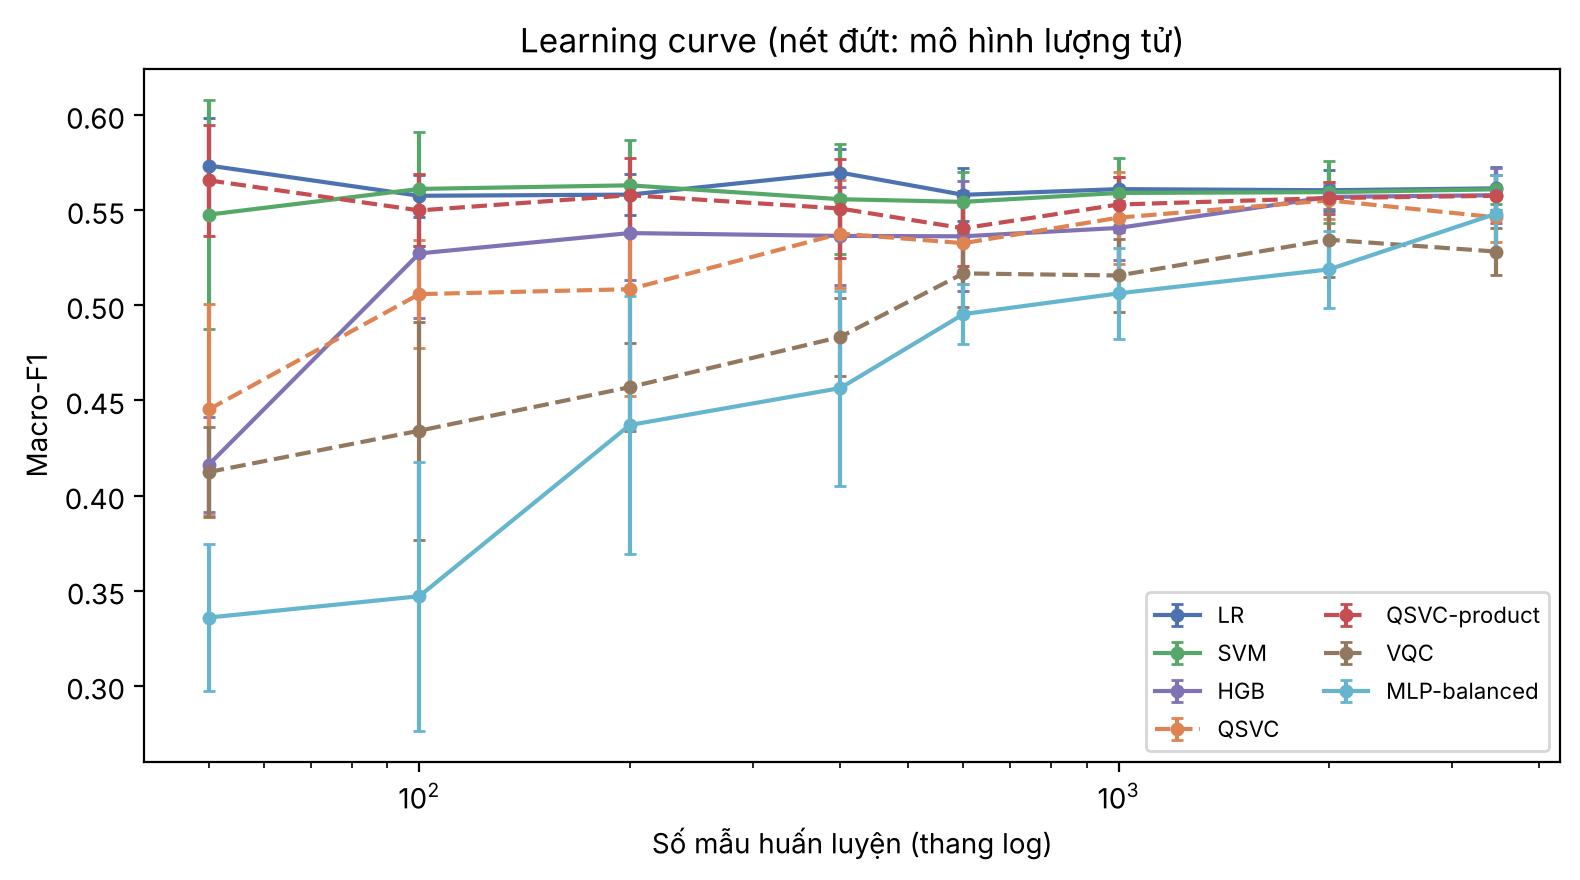 Learning curve (nét đứt: mô hình lượng tử)
Macro-F1
0.60
0.55
0.50
0.45
0.40
0.35
0.30
10²
10³
Số mẫu huấn luyện (thang log)
LR
SVM
HGB
QSVC
QSVC-product
VQC
MLP-balanced